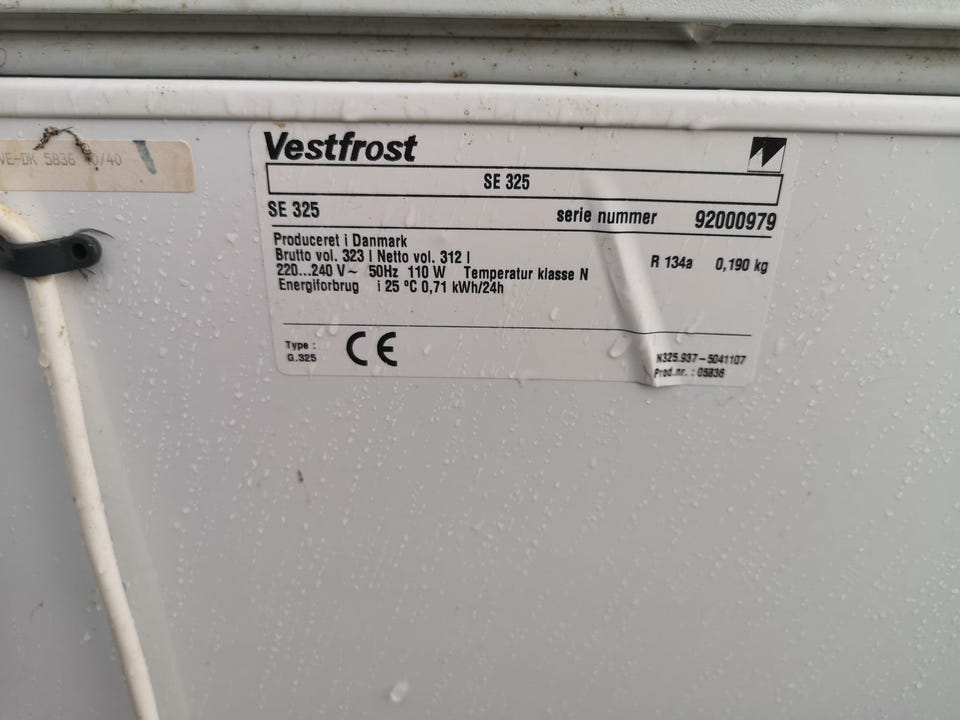 Vestfrost
SE 325
SE 325 serie nummer 92000979
Produceret i Danmark
Brutto vol. 323 l Netto vol. 312 l
220...240 V~ 50Hz 110 W Temperatur klasse N
R 134a 0,190 kg
Energiforbrug i 25 °C 0,71 kWh/24h
Type :
G.325
CE
N325.937-5041107
Prod.nr. : 05836
VE-DK 5836 /40